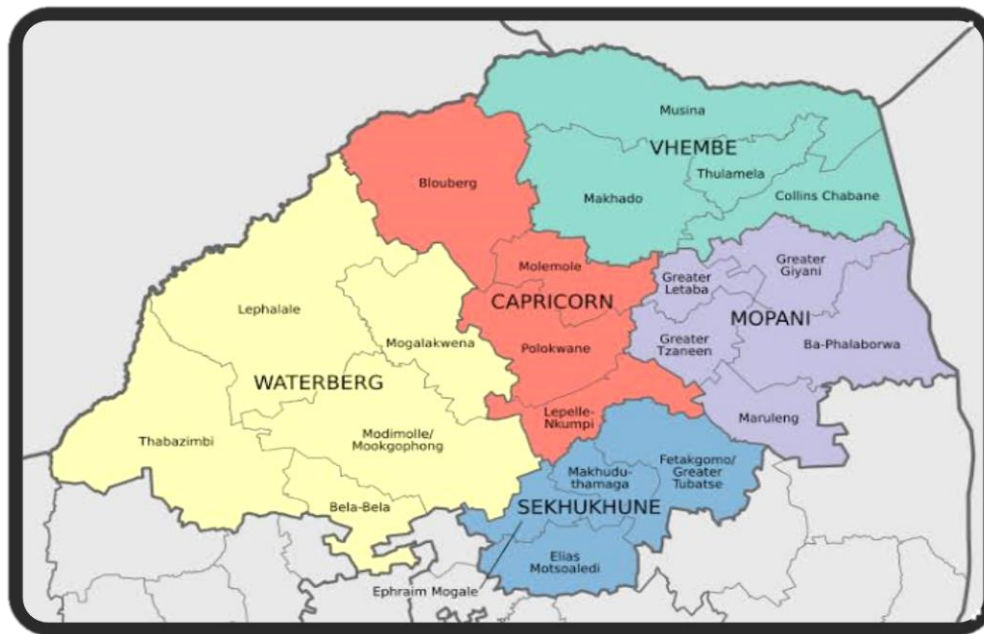 Musina
VHEMBE
Thulamela
Makhado
Collins Chabane
Blouberg
Molemole
CAPRICORN
Polokwane
Lepelle-
Nkumpi
Greater
Giyani
Greater
Letaba
MOPANI
Greater
Tzaneen
Ba-Phalaborwa
Maruleng
Lephalale
Mogalakwena
WATERBERG
Thabazimbi
Modimolle/
Mookgophong
Bela-Bela
Fetakgomo/
Greater
Tubatse
Makhudu-
thamaga
SEKHUKHUNE
Elias
Motsoaledi
Ephraim Mogale